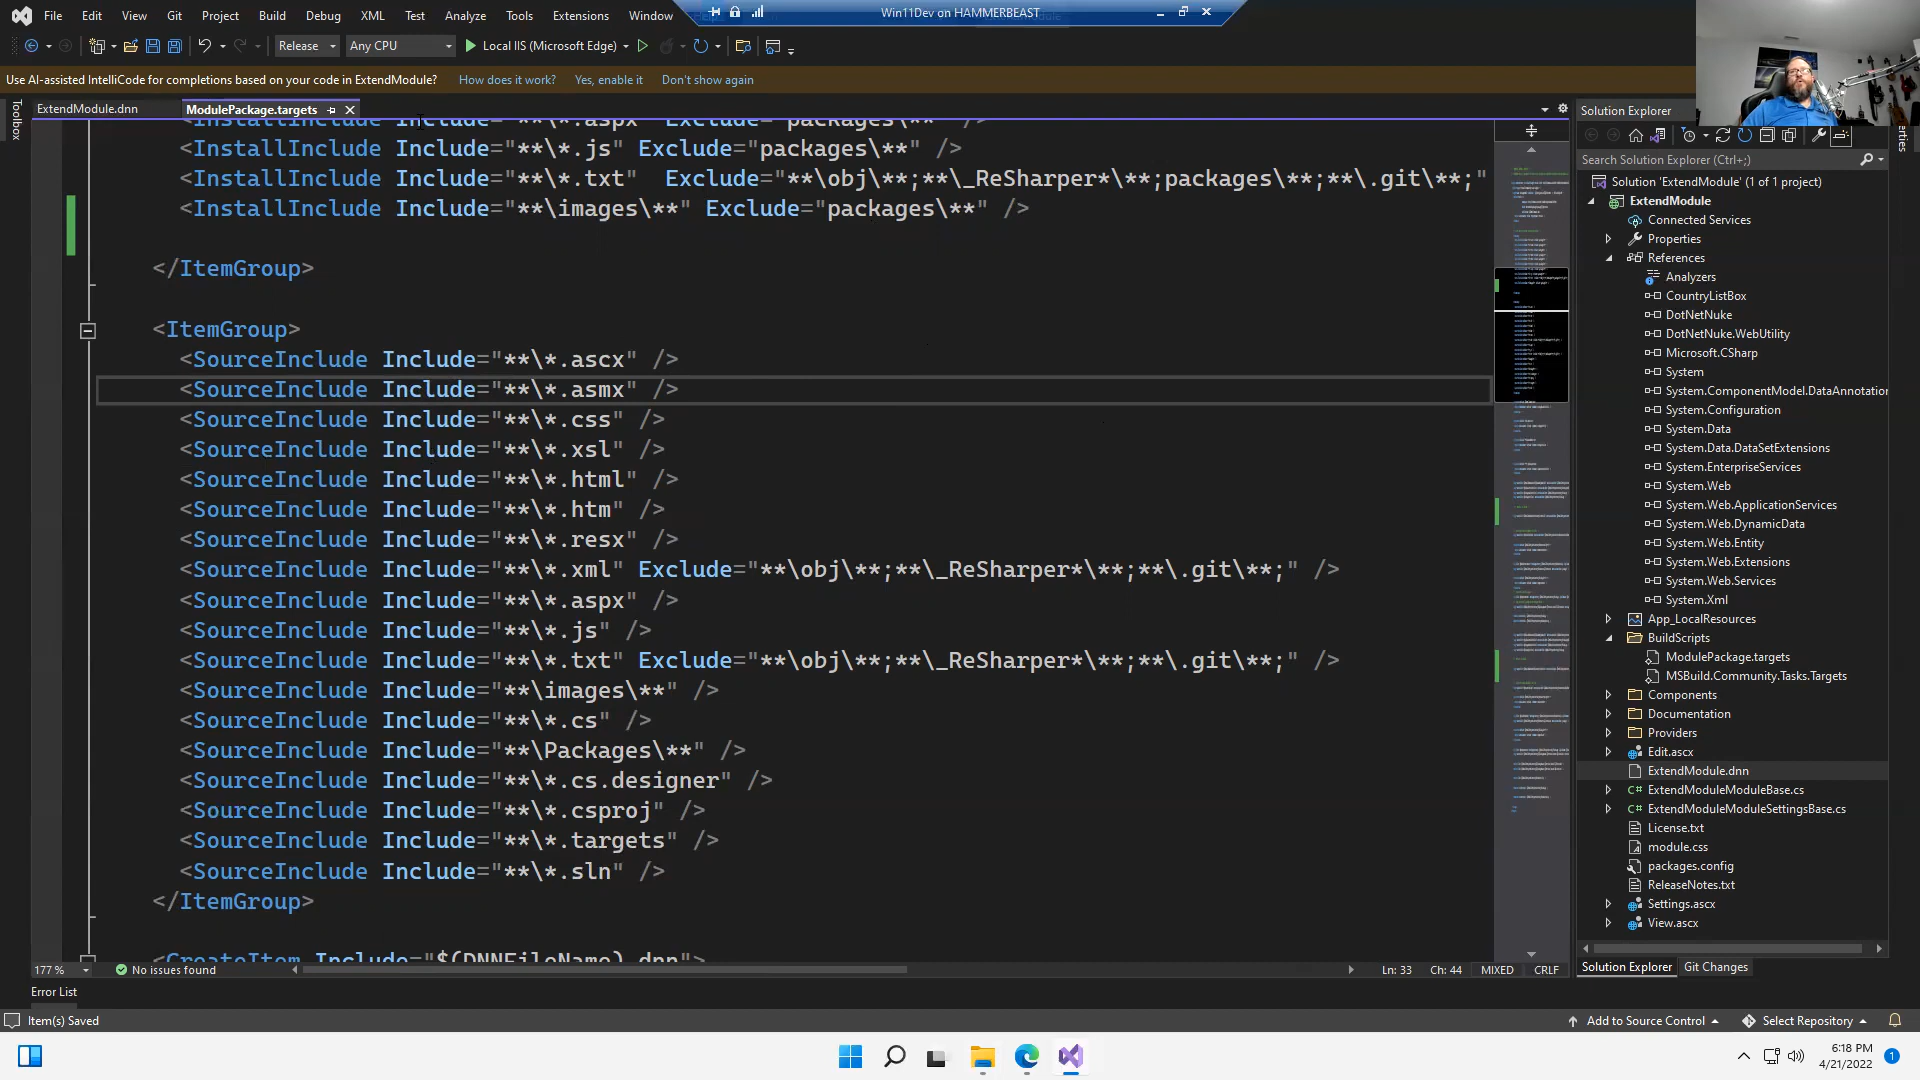 File Edit View Git Project Build Debug XML Test Analyze Tools Extensions Window
Win11Dev on HAMMERBEAST
Release Any CPU Local IIS (Microsoft Edge)
Use AI-assisted IntelliCode for completions based on your code in ExtendModule? How does it work? Yes, enable it Don't show again
Toolbox
ExtendModule.dnn ModulePackage.targets
<InstallInclude Include="**\*.aspx" Exclude="packages\**" />
<InstallInclude Include="**\*.js" Exclude="packages\**" />
<InstallInclude Include="**\*.txt"  Exclude="**\obj\**;**\_ReSharper*\**;packages\**;**\.git\**;"
<InstallInclude Include="**\images\**" Exclude="packages\**" />
</ItemGroup>
<ItemGroup>
<SourceInclude Include="**\*.ascx" />
<SourceInclude Include="**\*.asmx" />
<SourceInclude Include="**\*.css" />
<SourceInclude Include="**\*.xsl" />
<SourceInclude Include="**\*.html" />
<SourceInclude Include="**\*.htm" />
<SourceInclude Include="**\*.resx" />
<SourceInclude Include="**\*.xml" Exclude="**\obj\**;**\_ReSharper*\**;**\.git\**;" />
<SourceInclude Include="**\*.aspx" />
<SourceInclude Include="**\*.js" />
<SourceInclude Include="**\*.txt" Exclude="**\obj\**;**\_ReSharper*\**;**\.git\**;" />
<SourceInclude Include="**\images\**" />
<SourceInclude Include="**\*.cs" />
<SourceInclude Include="**\Packages\**" />
<SourceInclude Include="**\*.cs.designer" />
<SourceInclude Include="**\*.csproj" />
<SourceInclude Include="**\*.targets" />
<SourceInclude Include="**\*.sln" />
</ItemGroup>
<CreateItem Include="$(DNNFileName).dnn">
177 % No issues found Ln: 33 Ch: 44 MIXED CRLF
Solution Explorer
Search Solution Explorer (Ctrl+;)
Solution 'ExtendModule' (1 of 1 project)
ExtendModule
Connected Services
Properties
References
Analyzers
CountryListBox
DotNetNuke
DotNetNuke.WebUtility
Microsoft.CSharp
System
System.ComponentModel.DataAnnotation
System.Configuration
System.Data
System.Data.DataSetExtensions
System.EnterpriseServices
System.Web
System.Web.ApplicationServices
System.Web.DynamicData
System.Web.Entity
System.Web.Extensions
System.Web.Services
System.Xml
App_LocalResources
BuildScripts
ModulePackage.targets
MSBuild.Community.Tasks.Targets
Components
Documentation
Providers
Edit.ascx
ExtendModule.dnn
ExtendModuleModuleBase.cs
ExtendModuleModuleSettingsBase.cs
License.txt
module.css
packages.config
ReleaseNotes.txt
Settings.ascx
View.ascx
Solution Explorer Git Changes
Error List
Item(s) Saved Add to Source Control Select Repository
6:18 PM
4/21/2022
1